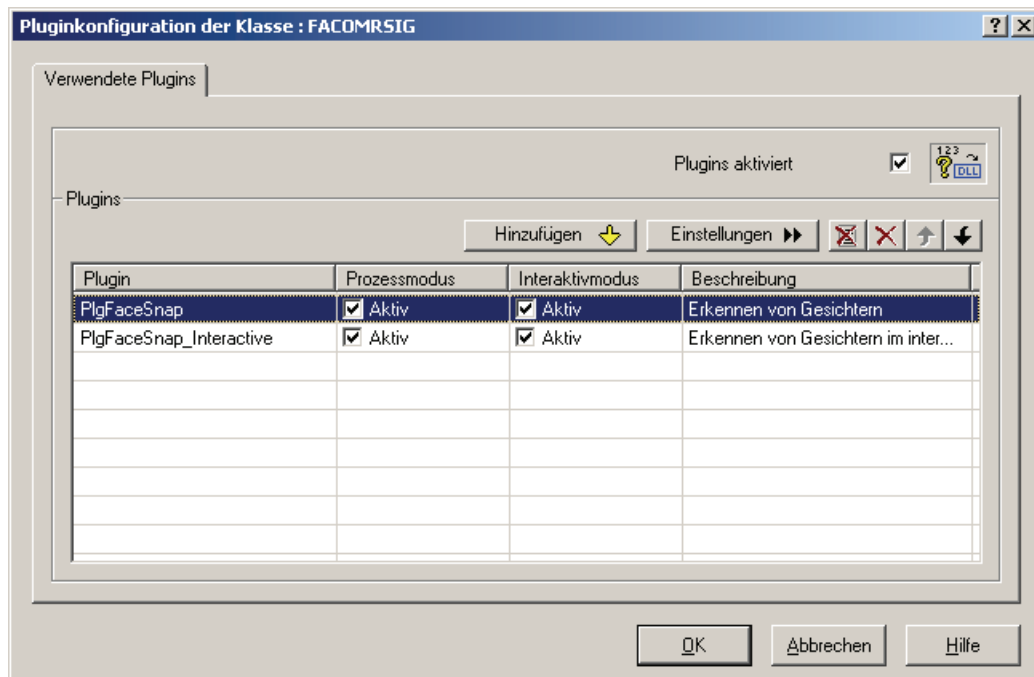 Pluginkonfiguration der Klasse : FACOMRSIG
Verwendete Plugins
Plugins aktiviert
123
DLL
Plugins
Hinzufügen
Einstellungen
Plugin Prozessmodus Interaktivmodus Beschreibung
PlgFaceSnap Aktiv Aktiv Erkennen von Gesichtern
PlgFaceSnap_Interactive Aktiv Aktiv Erkennen von Gesichtern im inter...
OK Abbrechen Hilfe